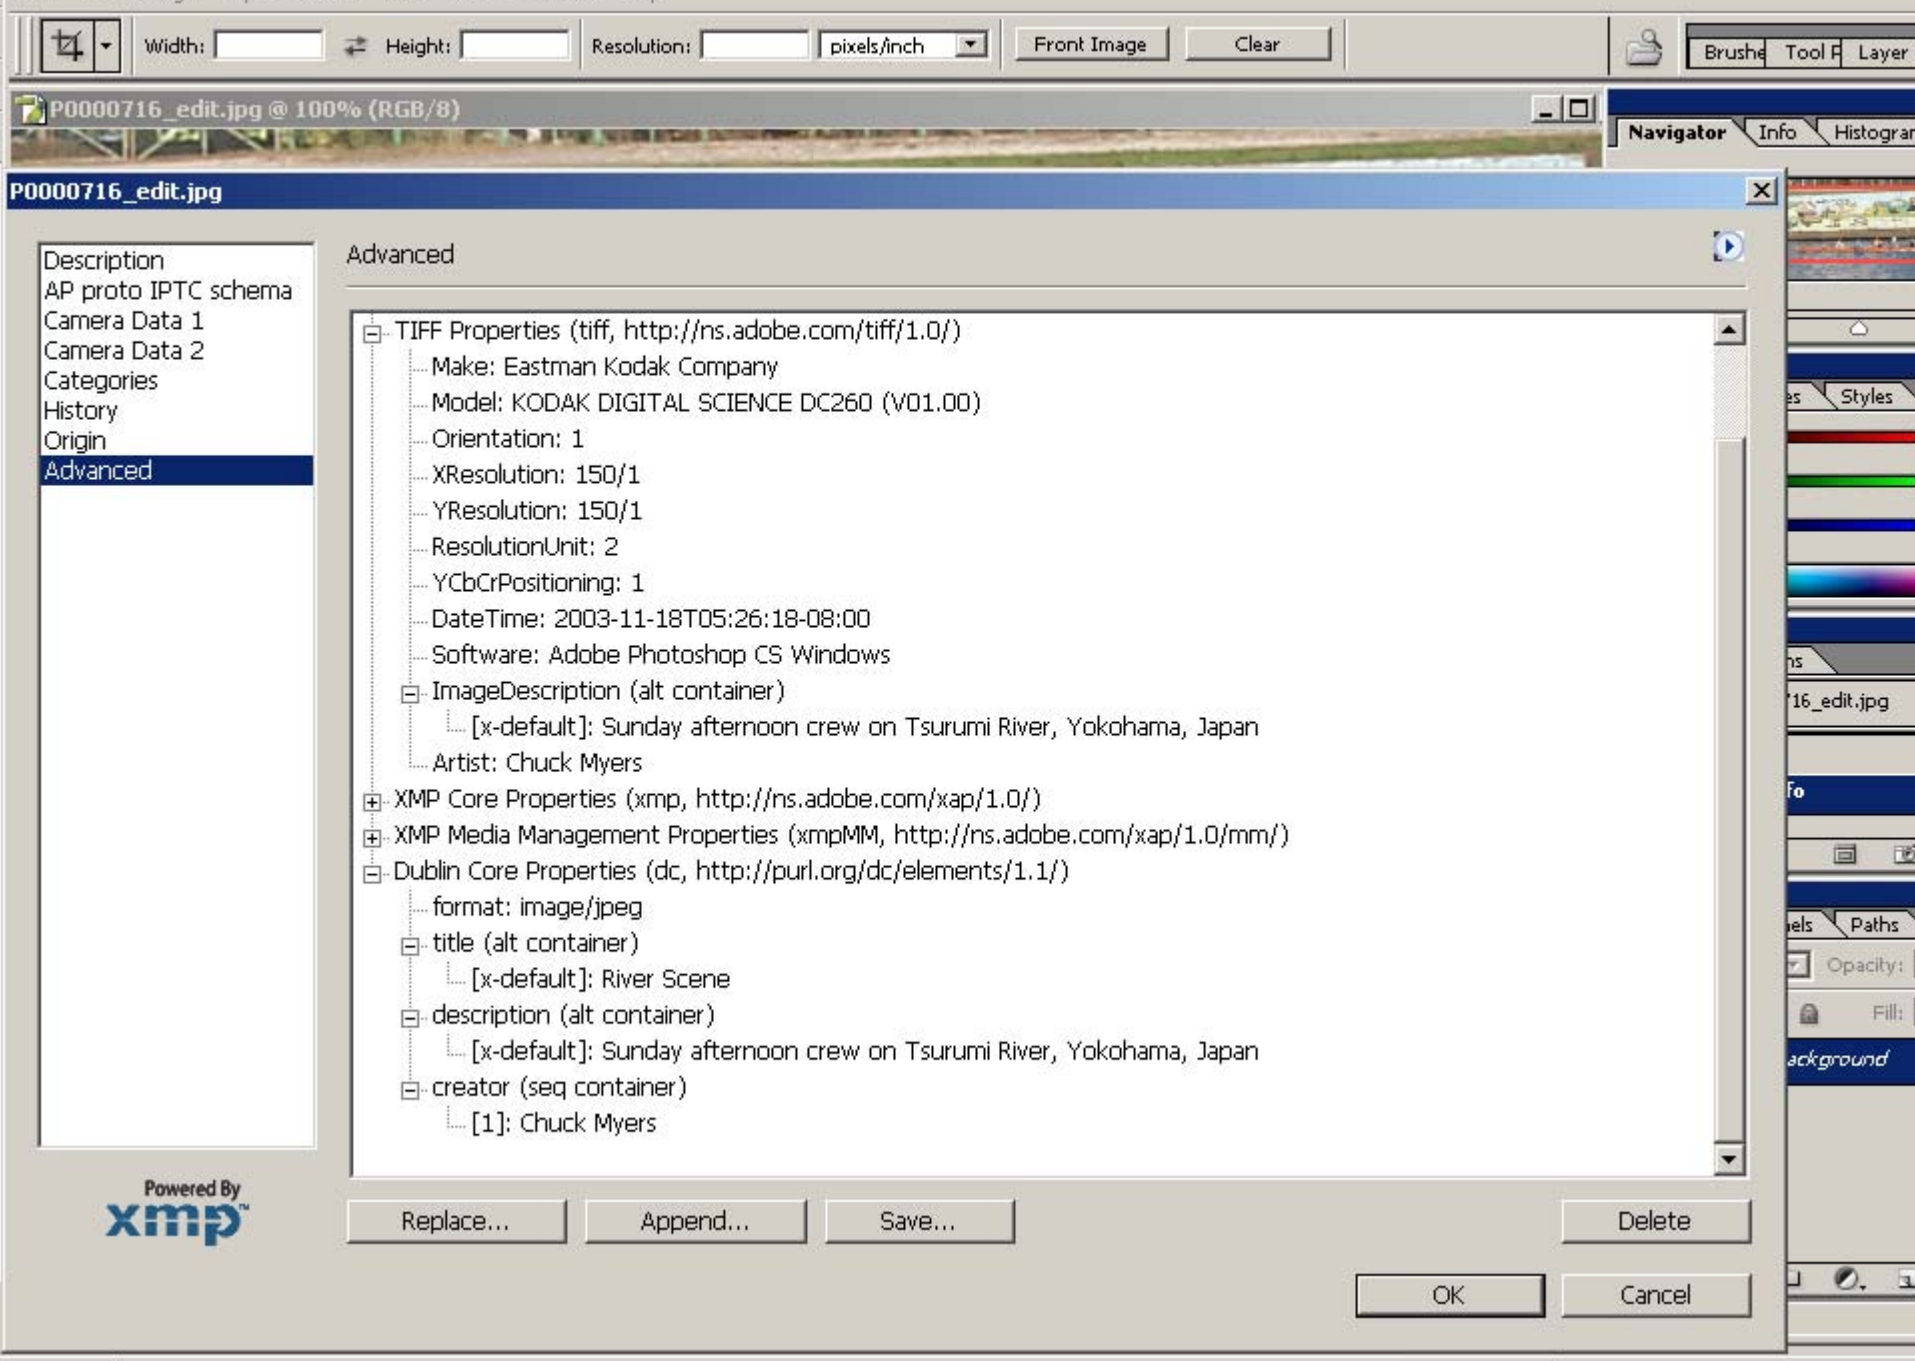 Width:
Height:
Resolution:
pixels/inch
Front Image
Clear
Brushe
Tool P
Layer
P0000716_edit.jpg @ 100% (RGB/8)
Navigator
Info
Histogran
P0000716_edit.jpg
Description
AP proto IPTC schema
Camera Data 1
Camera Data 2
Categories
History
Origin
Advanced
Advanced
TIFF Properties (tiff, http://ns.adobe.com/tiff/1.0/)
Make: Eastman Kodak Company
Model: KODAK DIGITAL SCIENCE DC260 (V01.00)
Orientation: 1
XResolution: 150/1
YResolution: 150/1
ResolutionUnit: 2
YCbCrPositioning: 1
DateTime: 2003-11-18T05:26:18-08:00
Software: Adobe Photoshop CS Windows
ImageDescription (alt container)
[x-default]: Sunday afternoon crew on Tsurumi River, Yokohama, Japan
Artist: Chuck Myers
XMP Core Properties (xmp, http://ns.adobe.com/xap/1.0/)
XMP Media Management Properties (xmpMM, http://ns.adobe.com/xap/1.0/mm/)
Dublin Core Properties (dc, http://purl.org/dc/elements/1.1/)
format: image/jpeg
title (alt container)
[x-default]: River Scene
description (alt container)
[x-default]: Sunday afternoon crew on Tsurumi River, Yokohama, Japan
creator (seq container)
[1]: Chuck Myers
Powered By
xmp™
Replace...
Append...
Save...
Delete
OK
Cancel
es
Styles
ns
'16_edit.jpg
fo
nels
Paths
Opacity:
Fill:
ackground